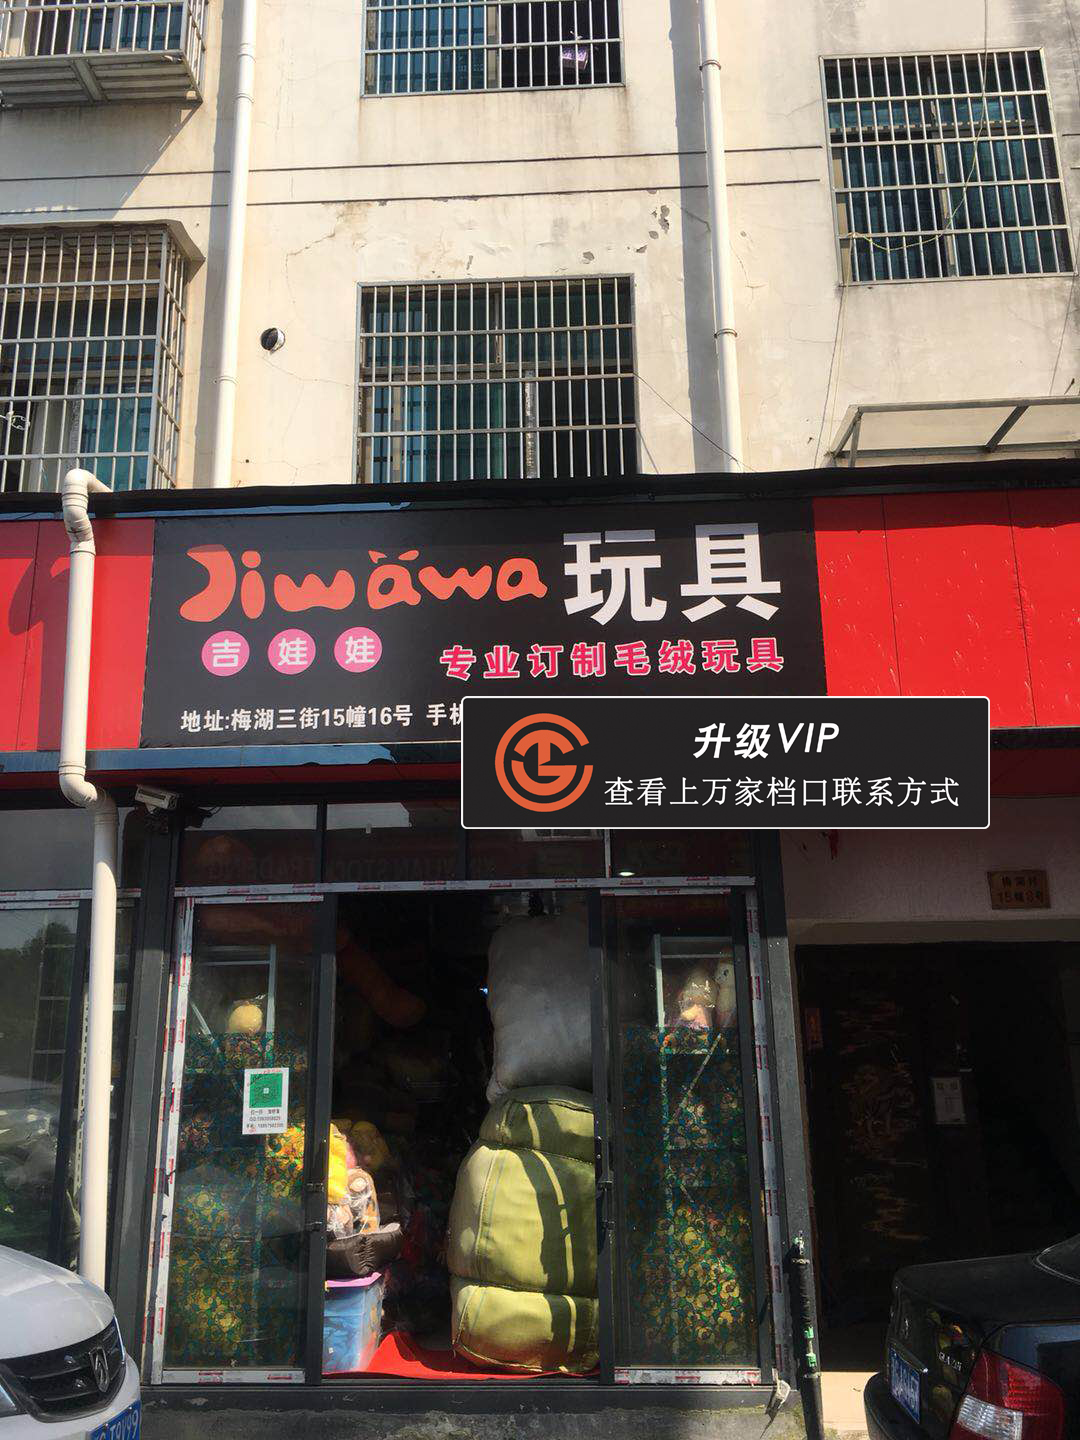 Jiwawa 玩具
吉娃娃
专业订制毛绒玩具
地址:梅湖三街15幢16号 手机
升级VIP
查看上万家档口联系方式